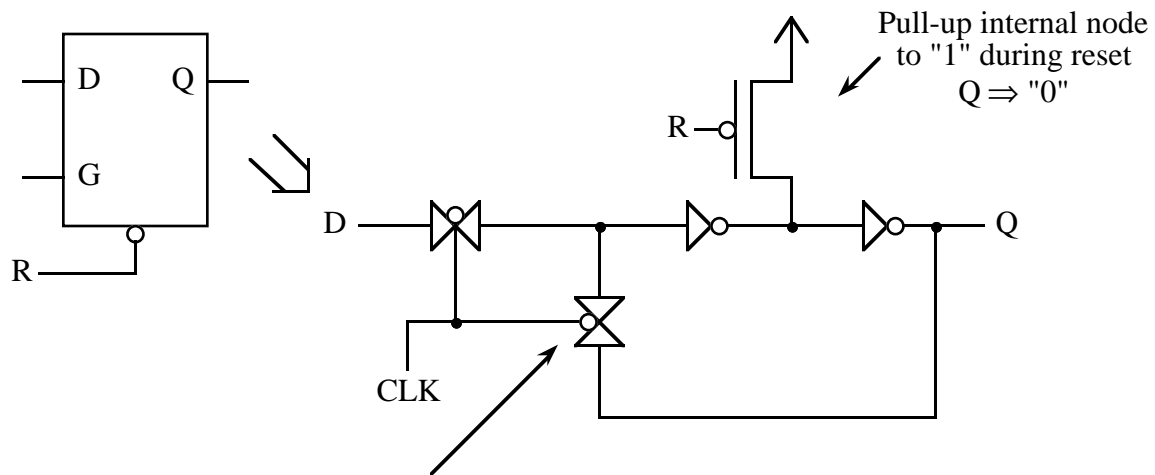 Pull-up internal node
to "1" during reset
Q ⇒ "0"
D Q
G
R
R
D
Q
CLK